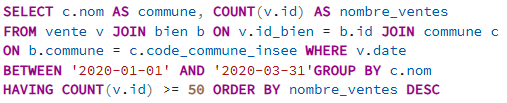 SELECT c.nom AS commune, COUNT(v.id) AS nombre_ventes
FROM vente v JOIN bien b ON v.id_bien = b.id JOIN commune c
ON b.commune = c.code_commune_insee WHERE v.date
BETWEEN '2020-01-01' AND '2020-03-31'GROUP BY c.nom
HAVING COUNT(v.id) >= 50 ORDER BY nombre_ventes DESC